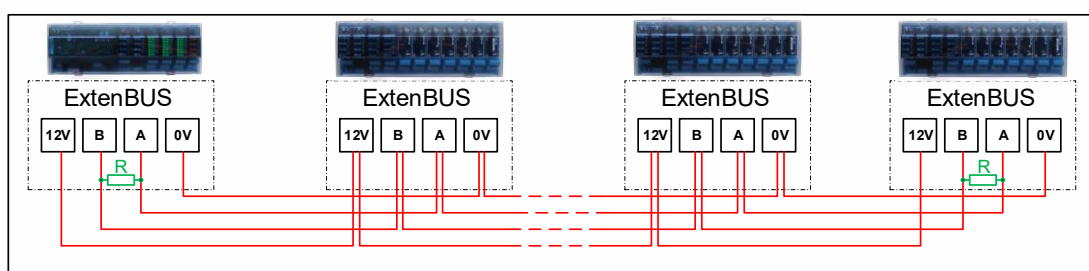 ExtenBUS ExtenBUS ExtenBUS ExtenBUS
12V B A 0V 12V B A 0V 12V B A 0V 12V B A 0V
R R